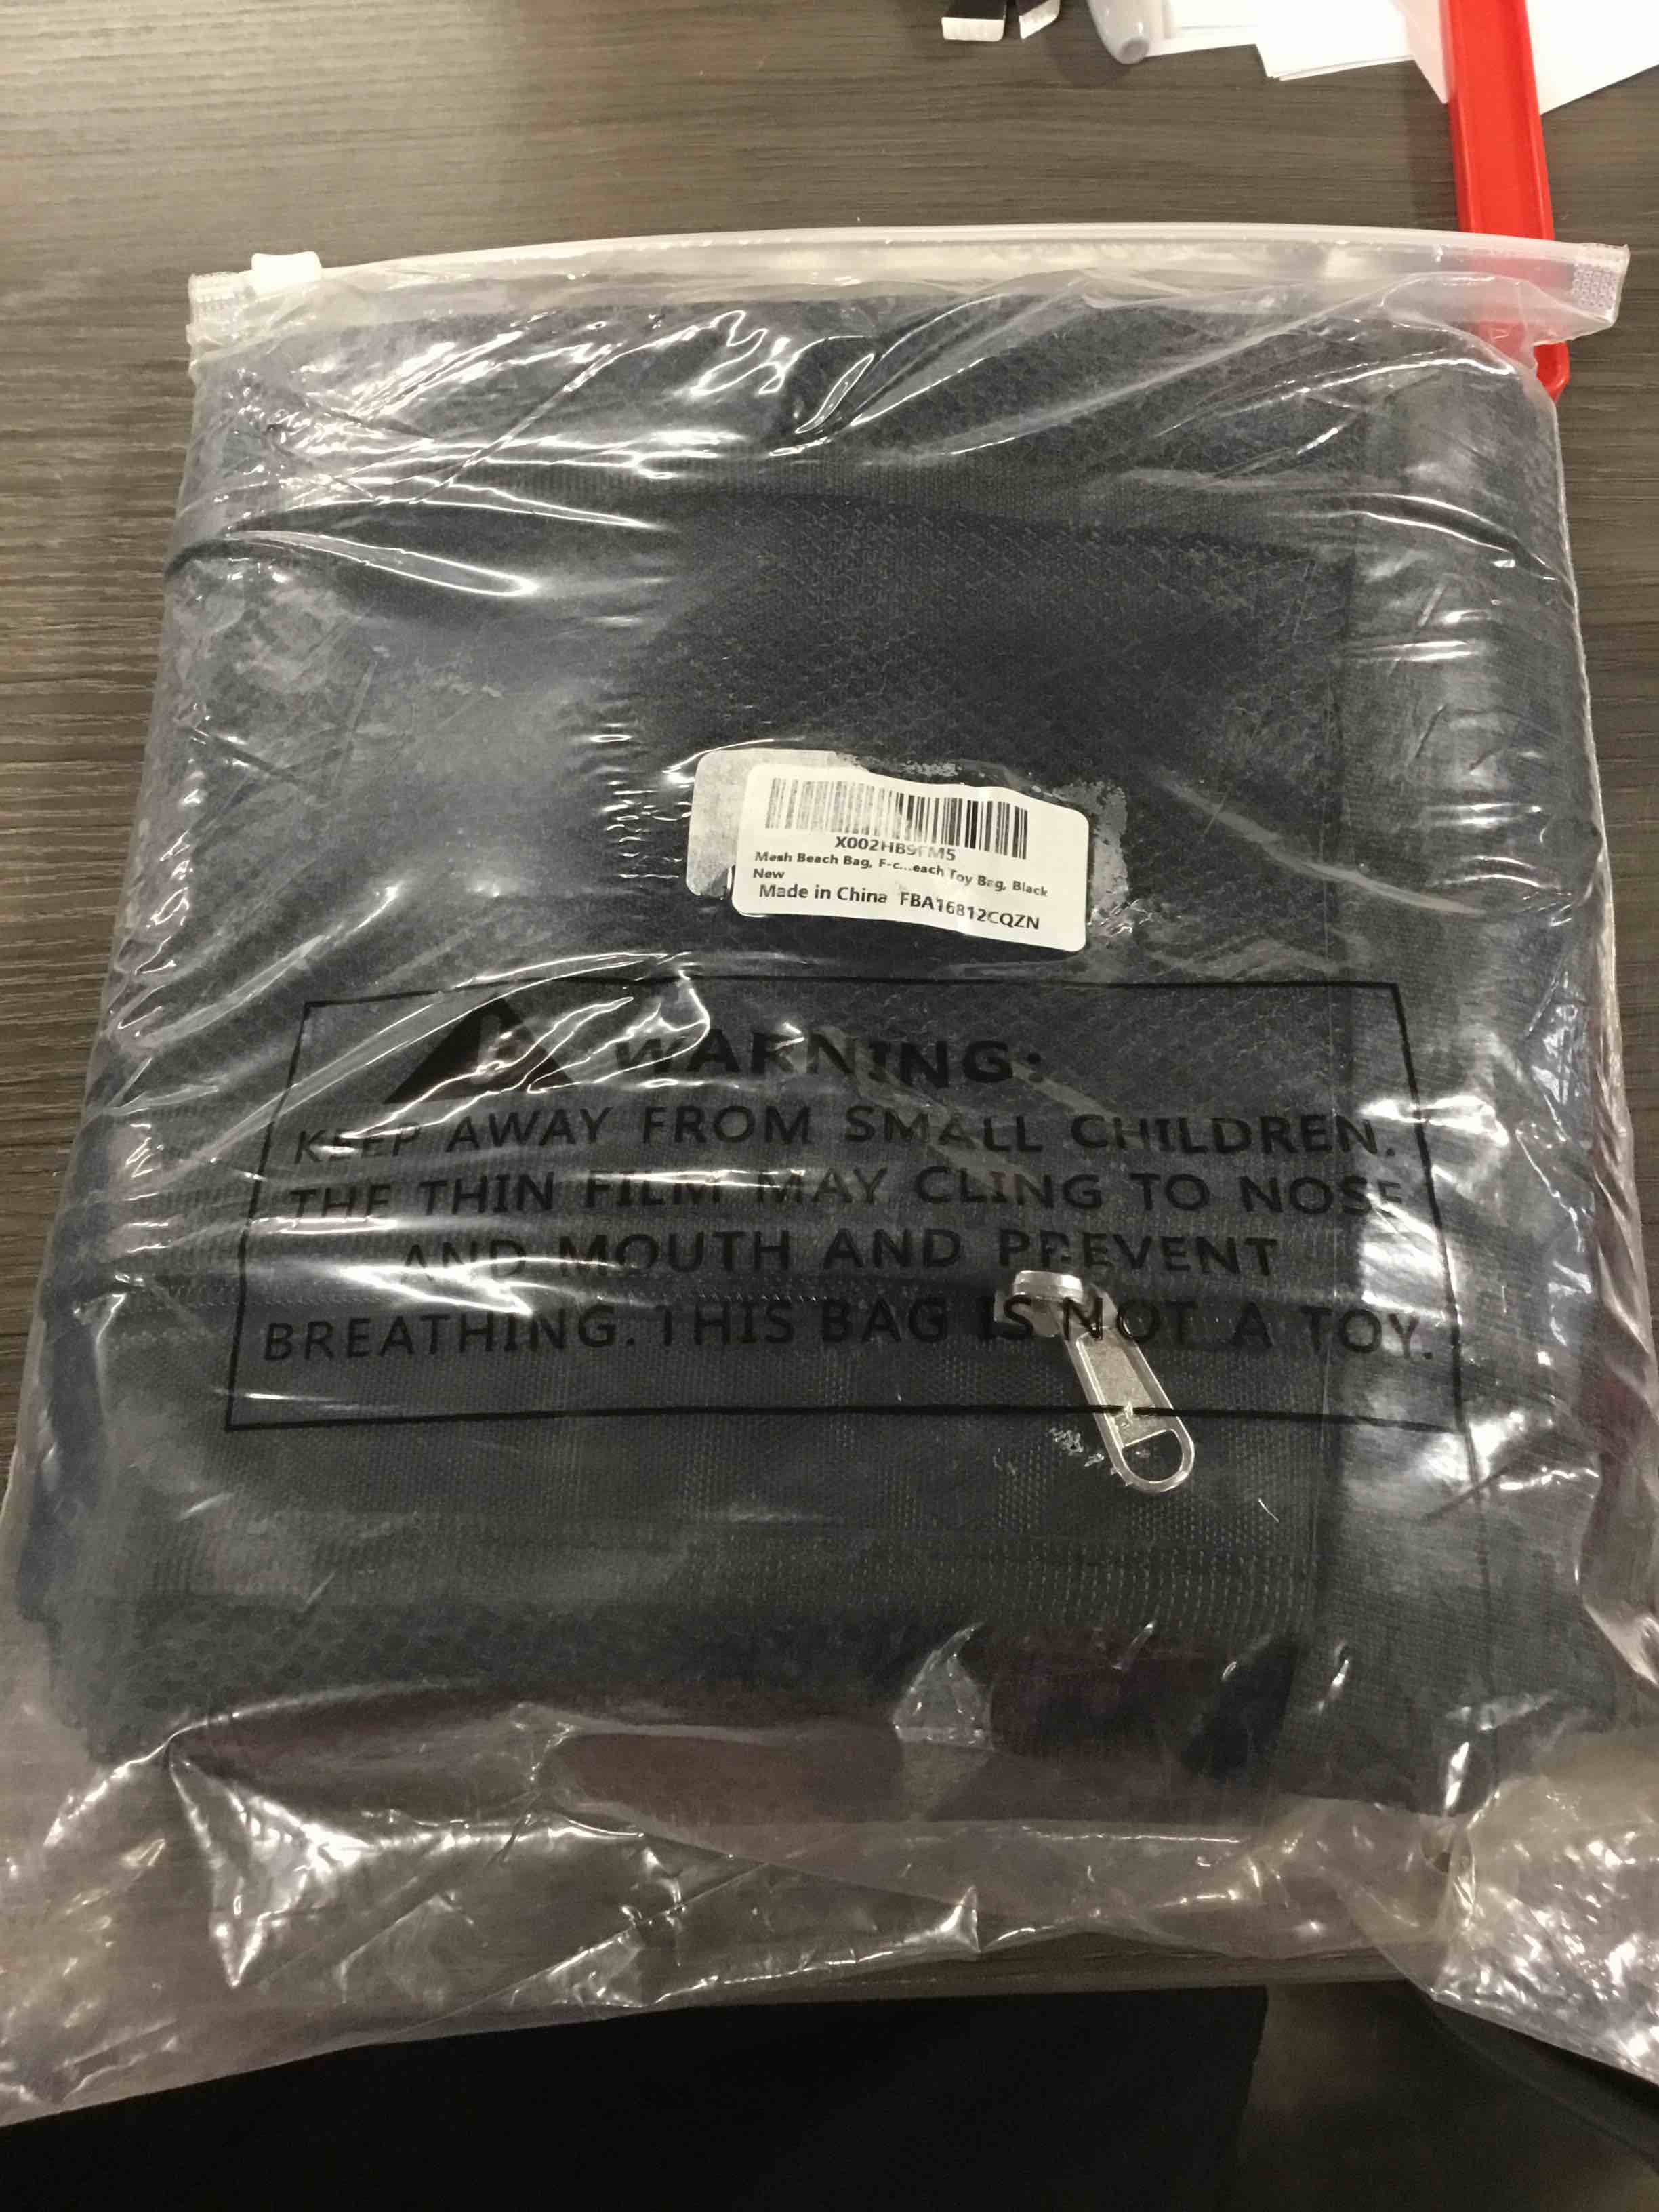 X002HB9FM5
Mesh Beach Bag, F-c...each Toy Bag, Black
New
Made in China FBA16812CQZN
WARNING:
KEEP AWAY FROM SMALL CHILDREN.
THE THIN FILM MAY CLING TO NOSE
AND MOUTH AND PREVENT
BREATHING. THIS BAG IS NOT A TOY.